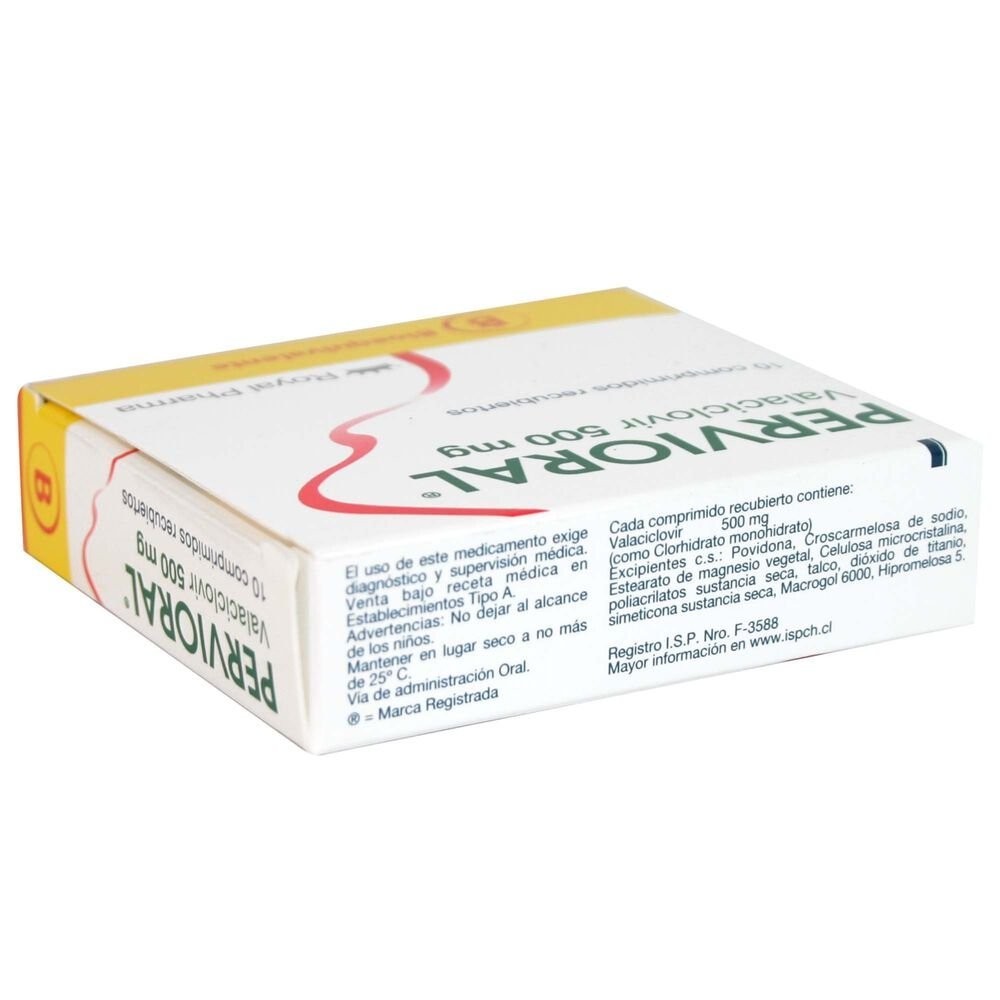 B Bioequivalente
Royal Pharma
10 comprimidos recubiertos
Valaciclovir 500 mg
PERVIORAL®
B
10 comprimidos recubiertos
Valaciclovir 500 mg
PERVIORAL®
El uso de este medicamento exige
diagnóstico y supervisión médica.
Venta bajo receta médica en
Establecimientos Tipo A.
Advertencias: No dejar al alcance
de los niños.
Mantener en lugar seco a no más
de 25º C.
Via de administración Oral.
® = Marca Registrada
Cada comprimido recubierto contiene:
Valaciclovir 500 mg
(como Clorhidrato monohidrato)
Excipientes c.s.: Povidona, Croscarmelosa de sodio,
Estearato de magnesio vegetal, Celulosa microcristalina,
poliacrilatos sustancia seca, talco, dióxido de titanio,
simeticona sustancia seca, Macrogol 6000, Hipromelosa 5.
Registro I.S.P. Nro. F-3588
Mayor información en www.ispch.cl